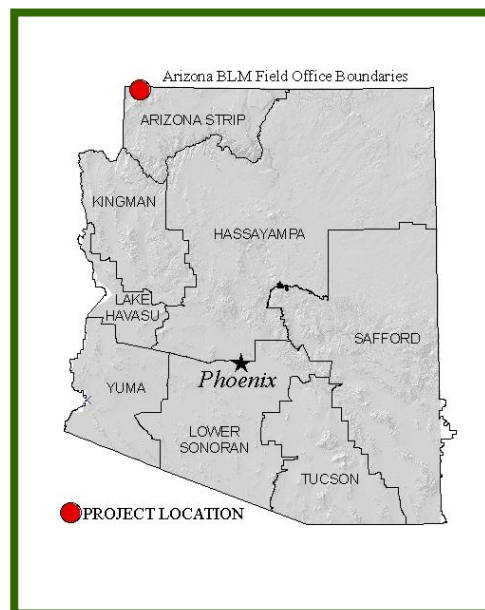 Arizona BLM Field Office Boundaries
ARIZONA STRIP
KINGMAN
HASSAYAMPA
LAKE
HAVASU
SAFFORD
YUMA
Phoenix
LOWER
SONORAN
TUCSON
PROJECT LOCATION